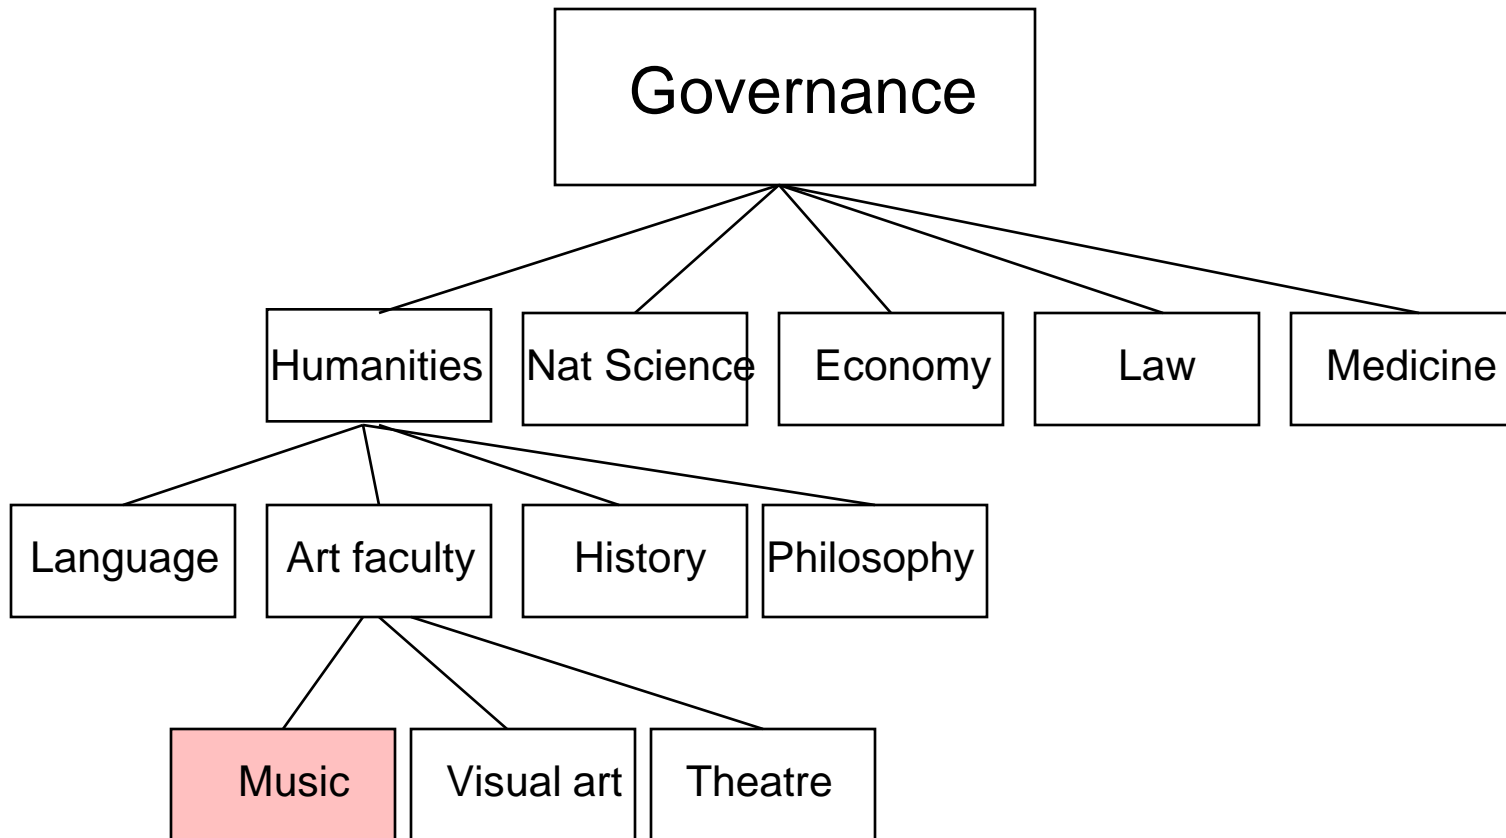 Governance
Humanities
Nat Science
Economy
Law
Medicine
Language
Art faculty
History
Philosophy
Music
Visual art
Theatre